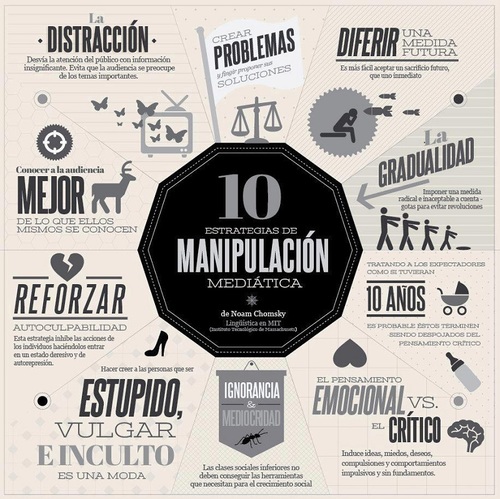 La
DISTRACCIÓN
Desvía la atención del público con información
insignificante. Evita que la audiencia se preocupe
de los temas importantes.
CREAR
PROBLEMAS
y fingir proponer sus
SOLUCIONES
DIFERIR UNA
MEDIDA
FUTURA
Es más fácil aceptar un sacrificio futuro,
que uno inmediato
La
GRADUALIDAD
Imponer una medida
radical e inaceptable a cuenta-
gotas para evitar revoluciones
Conocer a la audiencia
MEJOR
DE LO QUE ELLOS
MISMOS SE CONOCEN
10
ESTRATEGIAS DE
MANIPULACIÓN
MEDIÁTICA
de Noam Chomsky
Lingüística en MIT
(Instituto Tecnológico de Massachusetts)
TRATANDO A LOS ESPECTADORES
COMO SI TUVIERAN
10 AÑOS
ES PROBABLE ÉSTOS TERMINEN
SIENDO DESPOJADOS DEL
PENSAMIENTO CRÍTICO
REFORZAR
AUTOCULPABILIDAD
Esta estrategia inhibe las acciones de
los individuos haciéndolos entrar
en un estado deresivo y de
autorepresión.
Hacer creer a las personas que ser
ESTUPIDO,
VULGAR
E INCULTO
ES UNA MODA
IGNORANCIA
&
MEDIOCRIDAD
Las clases sociales inferiores no
deben conseguir las herramientas
que necesitan para el crecimiento social
EL PENSAMIENTO
EMOCIONAL VS.
EL CRÍTICO
Induce ideas, miedos, deseos,
compulsiones y comportamientos
impulsivos y sin fundamentos.